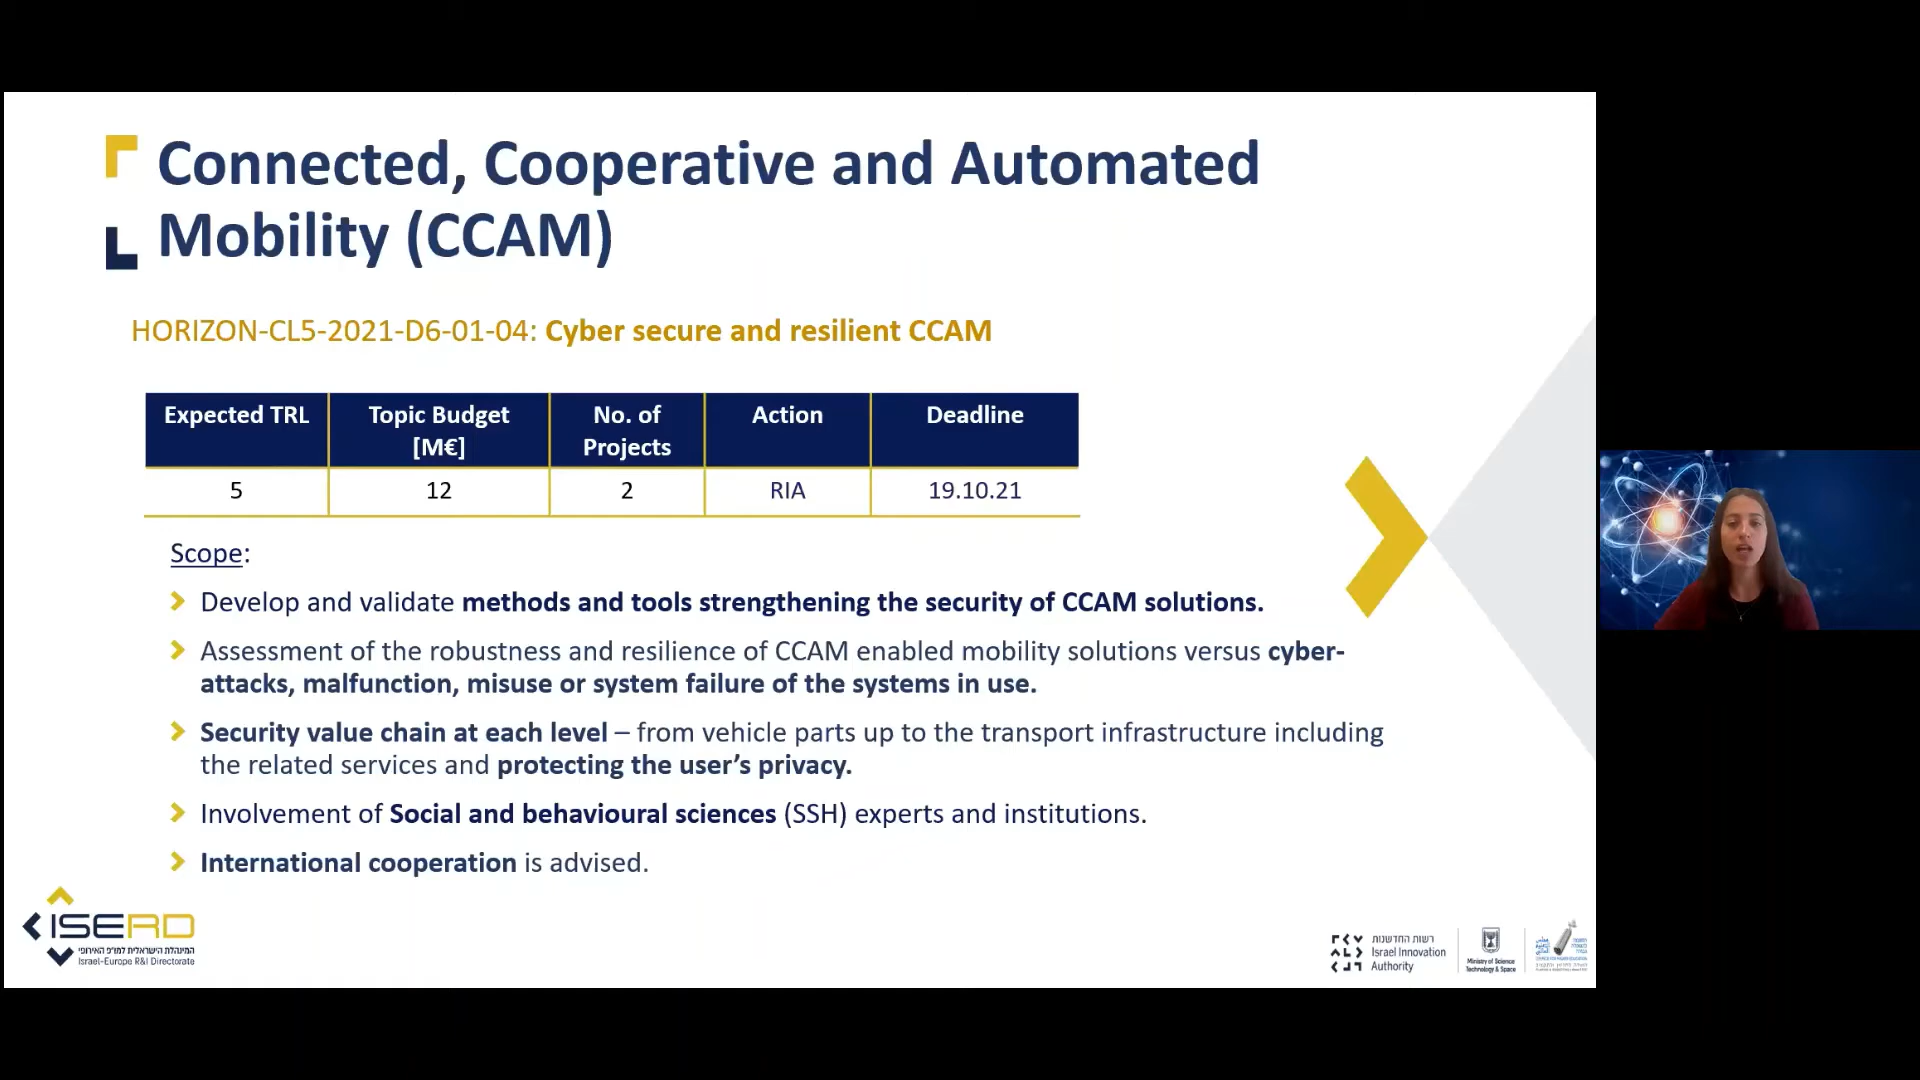 Connected, Cooperative and Automated
Mobility (CCAM)
HORIZON-CL5-2021-D6-01-04: Cyber secure and resilient CCAM
Expected TRL Topic Budget [M€] No. of Projects Action Deadline
5 12 2 RIA 19.10.21
Scope:
Develop and validate methods and tools strengthening the security of CCAM solutions.
Assessment of the robustness and resilience of CCAM enabled mobility solutions versus cyber-
attacks, malfunction, misuse or system failure of the systems in use.
Security value chain at each level – from vehicle parts up to the transport infrastructure including
the related services and protecting the user’s privacy.
Involvement of Social and behavioural sciences (SSH) experts and institutions.
International cooperation is advised.
ISERD
המינהלת הישראלית למו״פ האירופי
Israel-Europe R&I Directorate
רשות החדשנות
Israel Innovation
Authority
Ministry of Science
Technology & Space